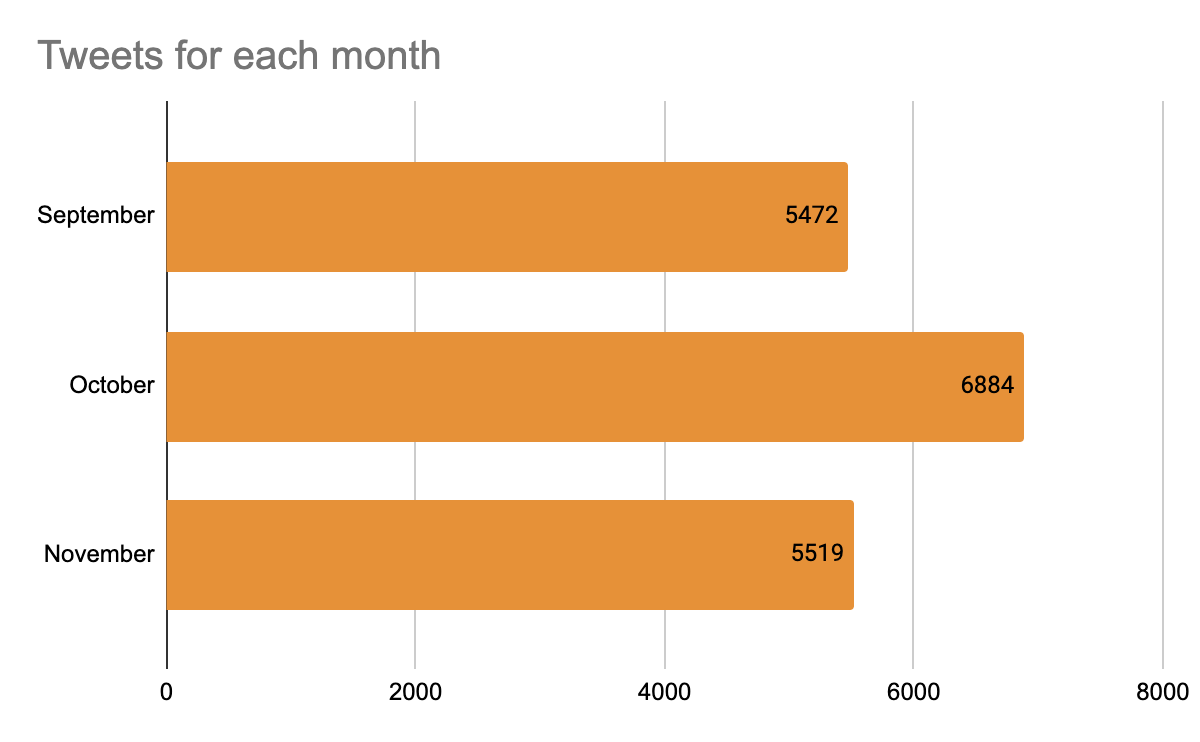 Tweets for each month
September
5472
October
6884
November
5519
0 2000 4000 6000 8000